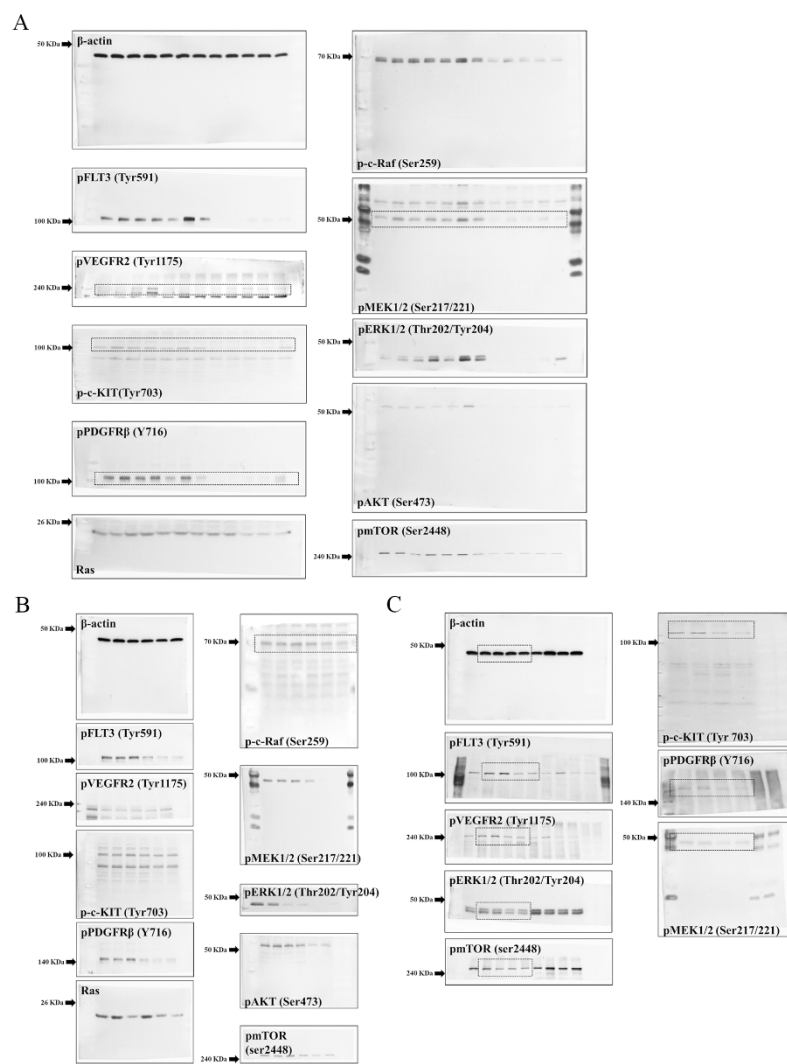 A
50 KDa
β-actin
pFLT3 (Tyr591)
100 KDa
pVEGFR2 (Tyr1175)
240 KDa
100 KDa
p-c-KIT(Tyr703)
pPDGFRβ (Y716)
100 KDa
26 KDa
Ras
70 KDa
p-c-Raf (Ser259)
50 KDa
pMEK1/2 (Ser217/221)
pERK1/2 (Thr202/Tyr204)
50 KDa
50 KDa
pAKT (Ser473)
pmTOR (Ser2448)
240 KDa
B
β-actin
50 KDa
pFLT3 (Tyr591)
100 KDa
pVEGFR2 (Tyr1175)
240 KDa
100 KDa
p-c-KIT (Tyr703)
pPDGFRβ (Y716)
140 KDa
Ras
26 KDa
70 KDa
p-c-Raf (Ser259)
50 KDa
pMEK1/2 (Ser217/221)
pERK1/2 (Thr202/Tyr204)
50 KDa
50 KDa
pAKT (Ser473)
pmTOR
(ser2448)
240 KDa
C
β-actin
50 KDa
pFLT3 (Tyr591)
100 KDa
pVEGFR2 (Tyr1175)
240 KDa
pERK1/2 (Thr202/Tyr204)
50 KDa
pmTOR (ser2448)
240 KDa
100 KDa
p-c-KIT (Tyr 703)
pPDGFRβ (Y716)
140 KDa
50 KDa
pMEK1/2 (Ser217/221)